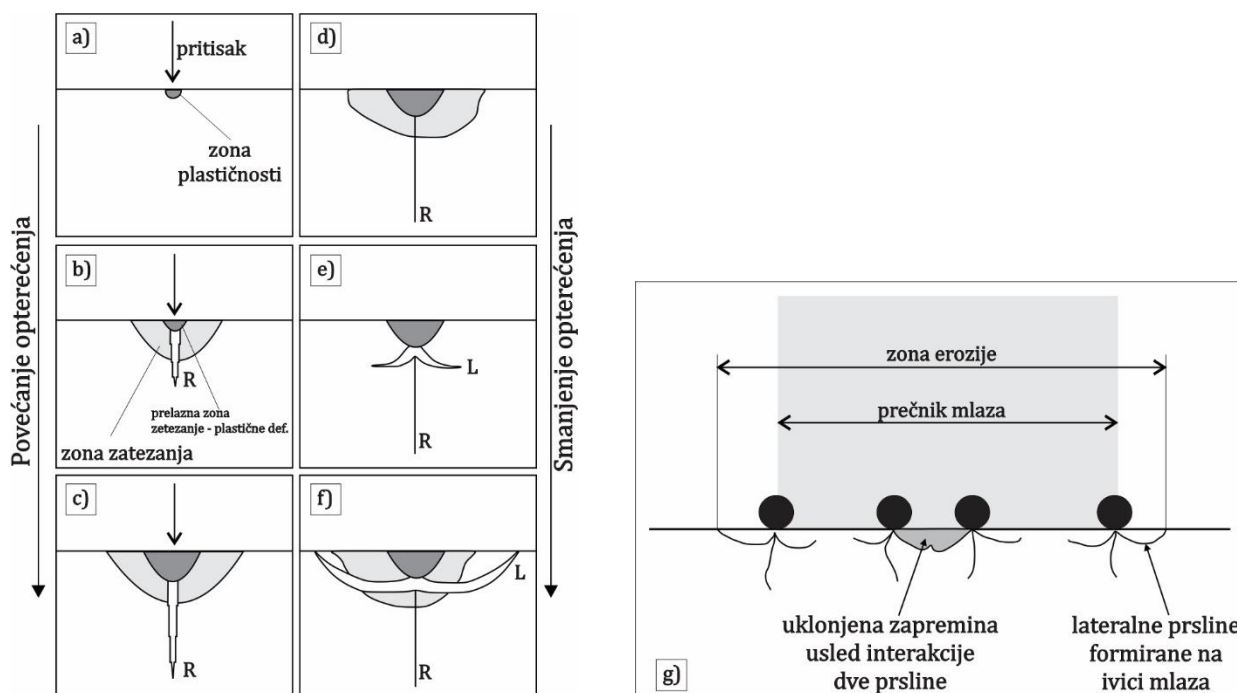 Povećanje opterećenja
a)
pritisak
zona
plastičnosti
b)
R
prelazna zona
zetezanje - plastične def.
zona zatezanja
c)
R
d)
R
e)
L
R
f)
L
R
Smanjenje opterećenja
zona erozije
prečnik mlaza
uklonjena zapremina
usled interakcije
dve prsline
lateralne prsline
formirane na
ivici mlaza
g)